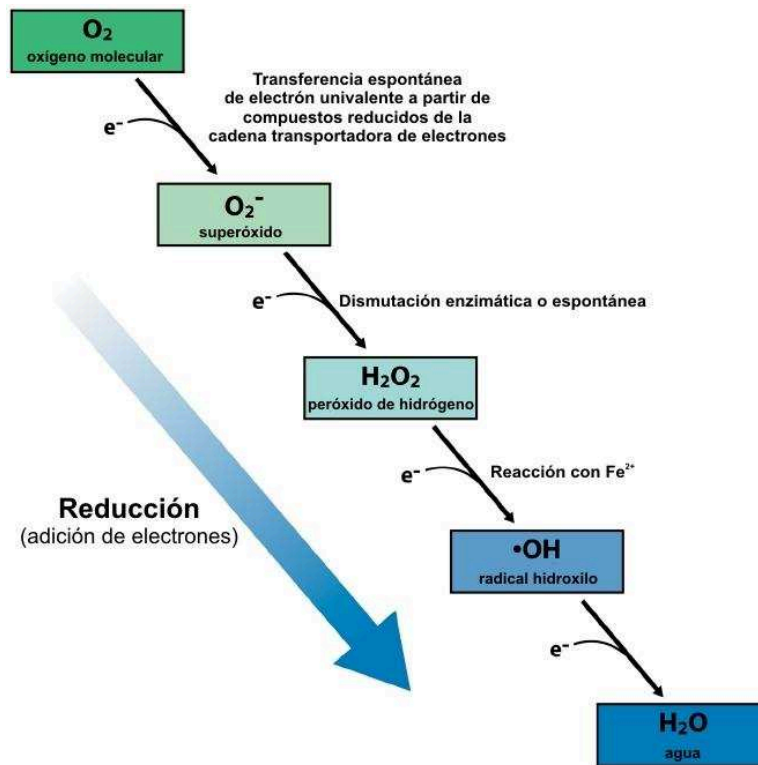 O₂
oxígeno molecular
Transferencia espontánea
de electrón univalente a partir de
compuestos reducidos de la
cadena transportadora de electrones
e-
O₂⁻
superóxido
e-
Dismutación enzimática o espontánea
H₂O₂
peróxido de hidrógeno
e-
Reacción con Fe²⁺
Reducción
(adición de electrones)
•OH
radical hidroxilo
e-
H₂O
agua